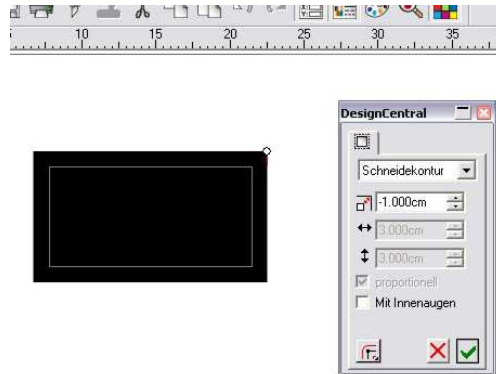 10 15 20 25 30 35
DesignCentral
Schneidekontur
-1.000cm
3.000cm
3.000cm
proportionell
Mit Innenaugen